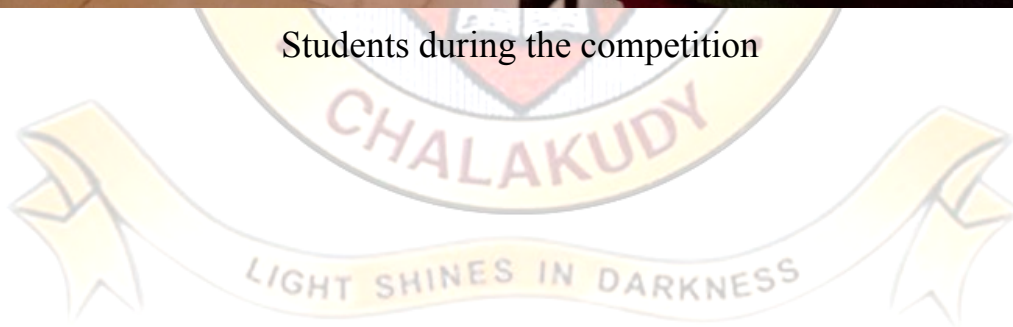 Students during the competition
CHALAKUDY
LIGHT SHINES IN DARKNESS